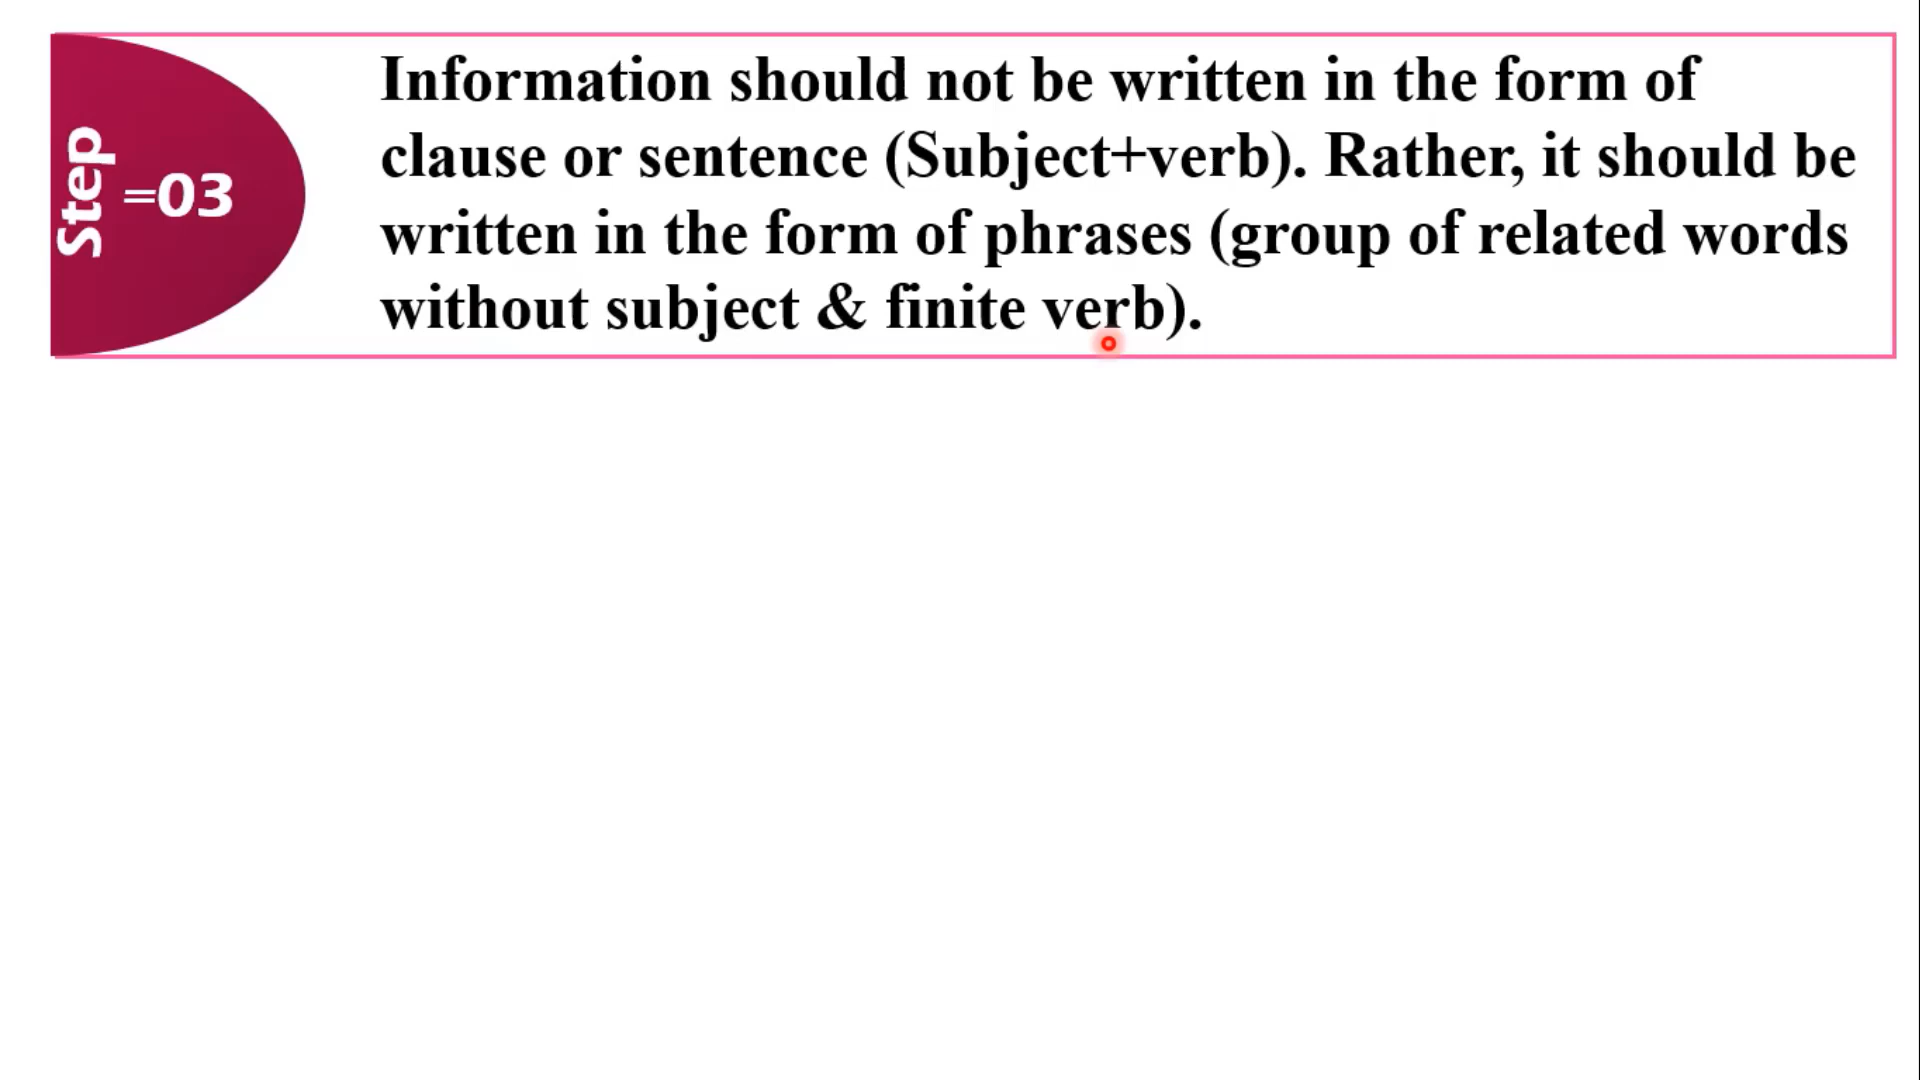 Step
=03
Information should not be written in the form of
clause or sentence (Subject+verb). Rather, it should be
written in the form of phrases (group of related words
without subject & finite verb).